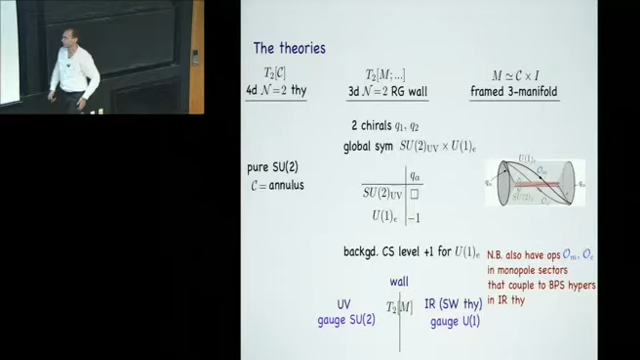 The theories
T₂[C]
4d N=2 thy
T₂[M;...]
3d N=2 RG wall
M ≃ C × I
framed 3-manifold
2 chirals q₁, q₂
global sym SU(2)_UV × U(1)_e
pure SU(2)
C = annulus
q_α
SU(2)_UV □
U(1)_e −1
U(1)_e
O_m
SU(2)
backgd. CS level +1 for U(1)_e
N.B. also have ops O_m, O_e
in monopole sectors
that couple to BPS hypers
in IR thy
wall
UV
gauge SU(2)
T₂[M]
IR (SW thy)
gauge U(1)